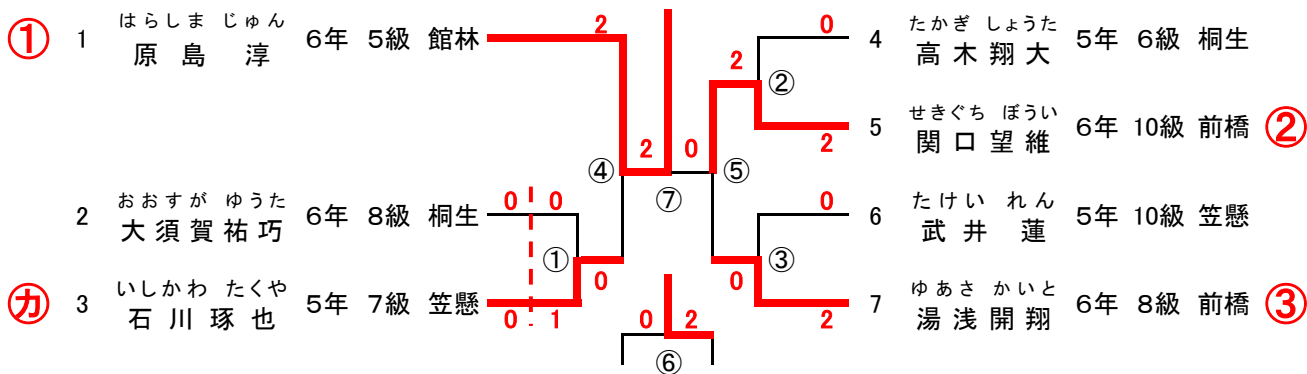 ① 1 はらしま じゅん 原島 淳 6年 5級 館林 2
2 おおすが ゆうた 大須賀祐巧 6年 8級 桐生 0 0
㋕ 3 いしかわ たくや 石川琢也 5年 7級 笠懸 0 1
① 0
④ 2 ⑦ 0 ⑤
0 2
⑥
0 4 たかぎ しょうた 高木翔大 5年 6級 桐生
2 ②
2 5 せきぐち ぼうい 関口望維 6年 10級 前橋 ②
0 6 たけい れん 武井 蓮 5年 10級 笠懸
0 ③
2 7 ゆあさ かいと 湯浅開翔 6年 8級 前橋 ③